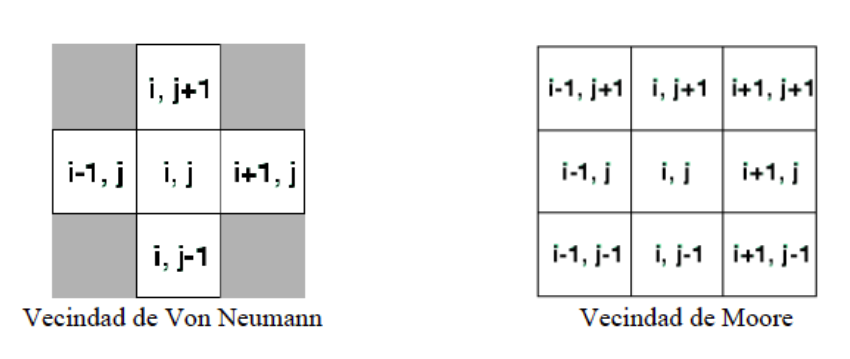 i, j+1
i-1, j i, j i+1, j
i, j-1
Vecindad de Von Neumann
i-1, j+1 i, j+1 i+1, j+1
i-1, j i, j i+1, j
i-1, j-1 i, j-1 i+1, j-1
Vecindad de Moore